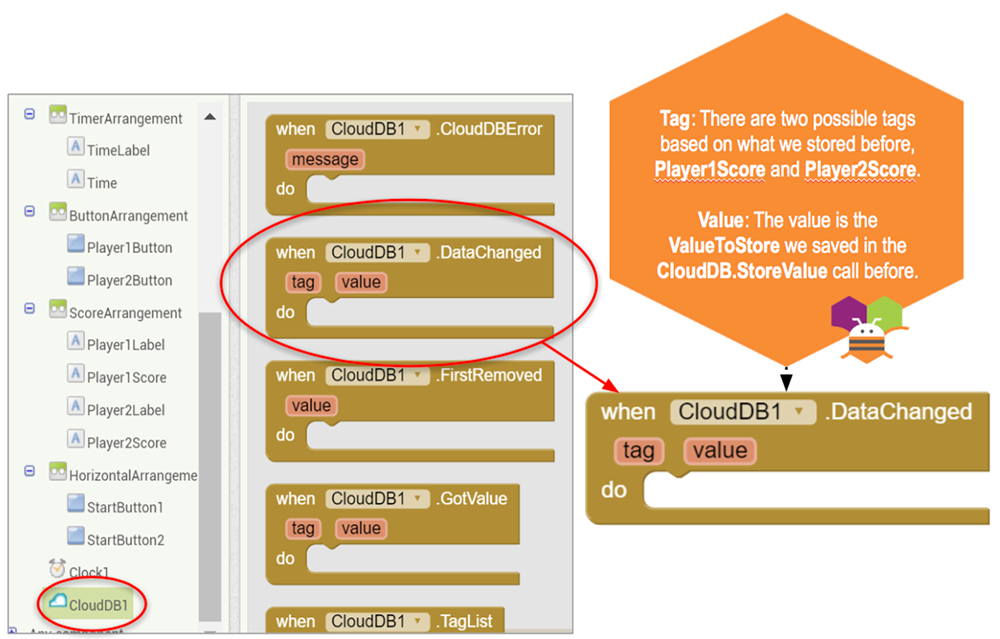 TimerArrangement
TimeLabel
Time
ButtonArrangement
Player1Button
Player2Button
ScoreArrangement
Player1Label
Player1Score
Player2Label
Player2Score
HorizontalArrangeme
StartButton1
StartButton2
Clock1
CloudDB1
Any component
when CloudDB1 .CloudDBError
message
do
when CloudDB1 .DataChanged
tag value
do
when CloudDB1 .FirstRemoved
value
do
when CloudDB1 .GotValue
tag value
do
when CloudDB1 .TagList
Tag: There are two possible tags
based on what we stored before,
Player1Score and Player2Score.
Value: The value is the
ValueToStore we saved in the
CloudDB.StoreValue call before.
when CloudDB1 .DataChanged
tag value
do